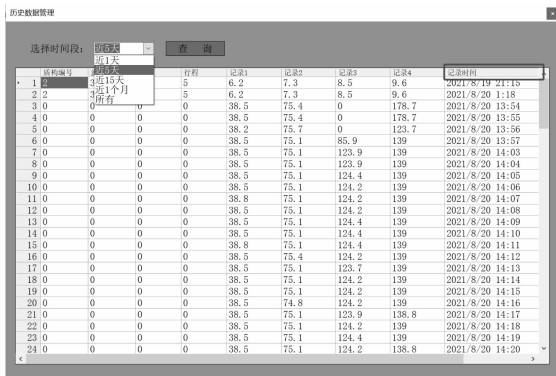 历史数据管理
选择时间段： 近5天 查 询
近1天
近5天
近15天
近1个月
所有
盾构编号 行程 记录1 记录2 记录3 记录4 记录时间
1 2 3 5 6.2 7.3 8.5 9.6 2021/8/19 21:15
2 2 3 5 6.2 7.3 8.5 9.6 2021/8/20 1:18
3 0 0 0 0 38.5 75.4 0 178.7 2021/8/20 13:54
4 0 0 0 0 38.5 75.4 0 178.7 2021/8/20 13:55
5 0 0 0 0 38.2 75.7 0 123.7 2021/8/20 13:56
6 0 0 0 0 38.5 75.1 85.9 139 2021/8/20 13:57
7 0 0 0 0 38.5 75.1 123.9 139 2021/8/20 14:03
8 0 0 0 0 38.5 75.1 123.9 139 2021/8/20 14:04
9 0 0 0 0 38.5 75.1 124.4 139 2021/8/20 14:05
10 0 0 0 0 38.5 75.1 124.2 139 2021/8/20 14:06
11 0 0 0 0 38.8 75.1 124.2 139 2021/8/20 14:07
12 0 0 0 0 38.5 75.1 124.2 139 2021/8/20 14:08
13 0 0 0 0 38.5 75.1 124.4 139 2021/8/20 14:09
14 0 0 0 0 38.5 75.1 124.4 139 2021/8/20 14:10
15 0 0 0 0 38.8 75.1 124.4 139 2021/8/20 14:11
16 0 0 0 0 38.5 75.4 124.2 139 2021/8/20 14:12
17 0 0 0 0 38.5 75.1 123.7 139 2021/8/20 14:13
18 0 0 0 0 38.5 75.1 124.2 139 2021/8/20 14:14
19 0 0 0 0 38.5 75.1 124.2 139 2021/8/20 14:15
20 0 0 0 0 38.5 74.8 124.2 139 2021/8/20 14:16
21 0 0 0 0 38.5 75.1 123.9 138.8 2021/8/20 14:17
22 0 0 0 0 38.5 75.1 124.2 139 2021/8/20 14:18
23 0 0 0 0 38.5 75.1 124.4 139 2021/8/20 14:19
24 0 0 0 0 38.5 75.1 124.2 138.8 2021/8/20 14:20